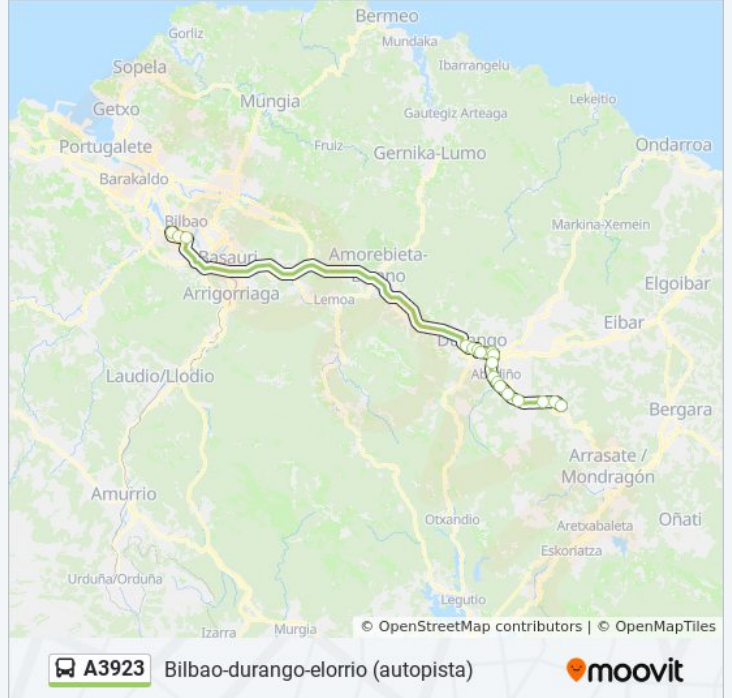 Bermeo
Gorliz
Mundaka
Sopela
Ibarrangelu
Getxo
Mungia
Lekeitio
Gautegiz Arteaga
Portugalete
Fruiz
Gernika-Lumo
Ondarroa
Barakaldo
Bilbao
Markina-Xemein
Basauri
Amorebieta-
Arrigorriaga
Lemoa
Elgoibar
Eibar
Laudio/Llodio
Bergara
Arrasate /
Mondragón
Amurrio
Otxandio
Aretxabaleta
Oñati
Eskoriatza
Urduña/Orduña
Legutio
Izarra
Murgia
© OpenStreetMap contributors | © OpenMapTiles
A3923
Bilbao-durango-elorrio (autopista)
moovit